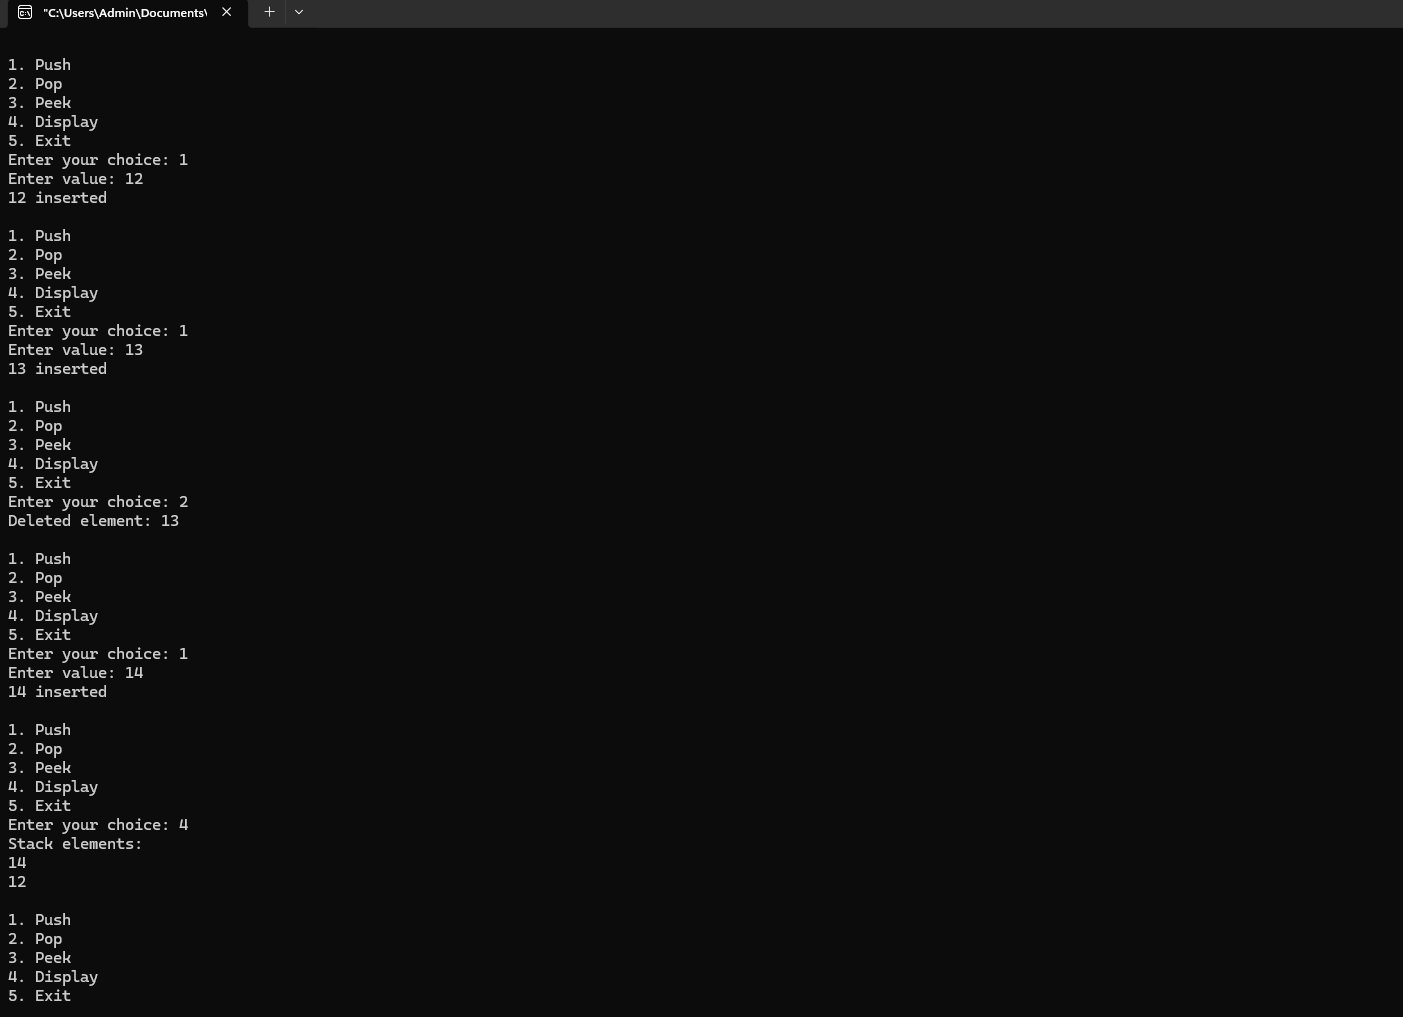 "C:\Users\Admin\Documents\
1. Push
2. Pop
3. Peek
4. Display
5. Exit
Enter your choice: 1
Enter value: 12
12 inserted
1. Push
2. Pop
3. Peek
4. Display
5. Exit
Enter your choice: 1
Enter value: 13
13 inserted
1. Push
2. Pop
3. Peek
4. Display
5. Exit
Enter your choice: 2
Deleted element: 13
1. Push
2. Pop
3. Peek
4. Display
5. Exit
Enter your choice: 1
Enter value: 14
14 inserted
1. Push
2. Pop
3. Peek
4. Display
5. Exit
Enter your choice: 4
Stack elements:
14
12
1. Push
2. Pop
3. Peek
4. Display
5. Exit